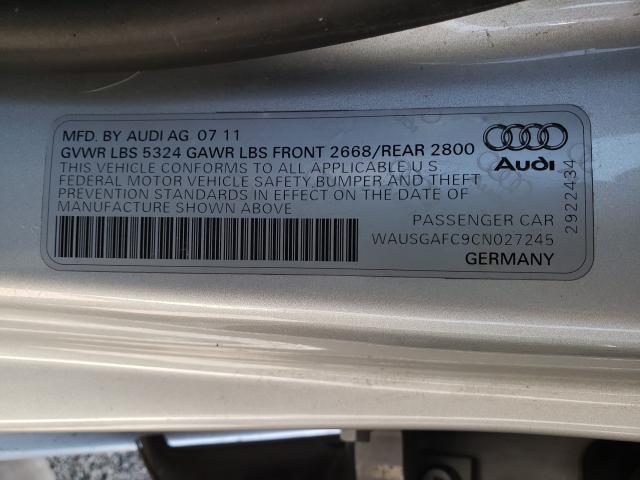 MFD. BY AUDI AG 07 11
GVWR LBS 5324 GAWR LBS FRONT 2668/REAR 2800
THIS VEHICLE CONFORMS TO ALL APPLICABLE U S
FEDERAL MOTOR VEHICLE SAFETY,BUMPER AND THEFT
PREVENTION STANDARDS IN EFFECT ON THE DATE OF
MANUFACTURE SHOWN ABOVE
Audi
PASSENGER CAR
WAUSGAFC9CN027245
GERMANY
2922434